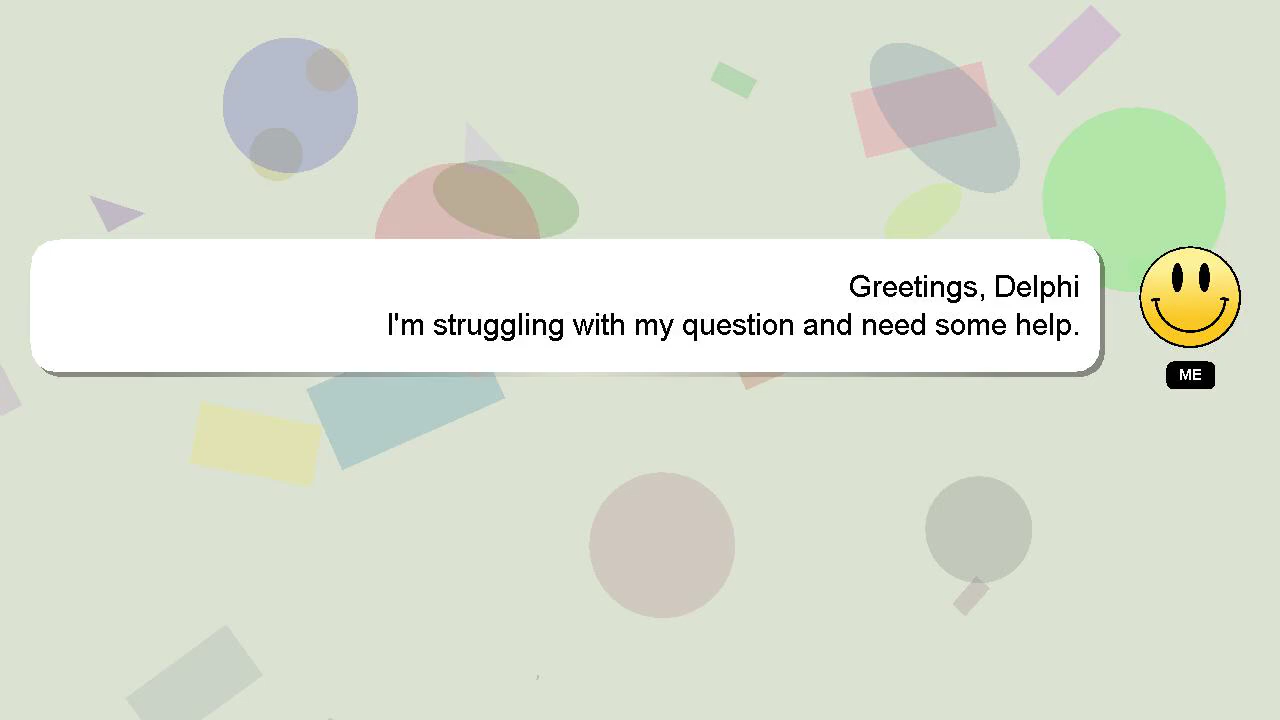 Greetings, Delphi
I'm struggling with my question and need some help.
ME